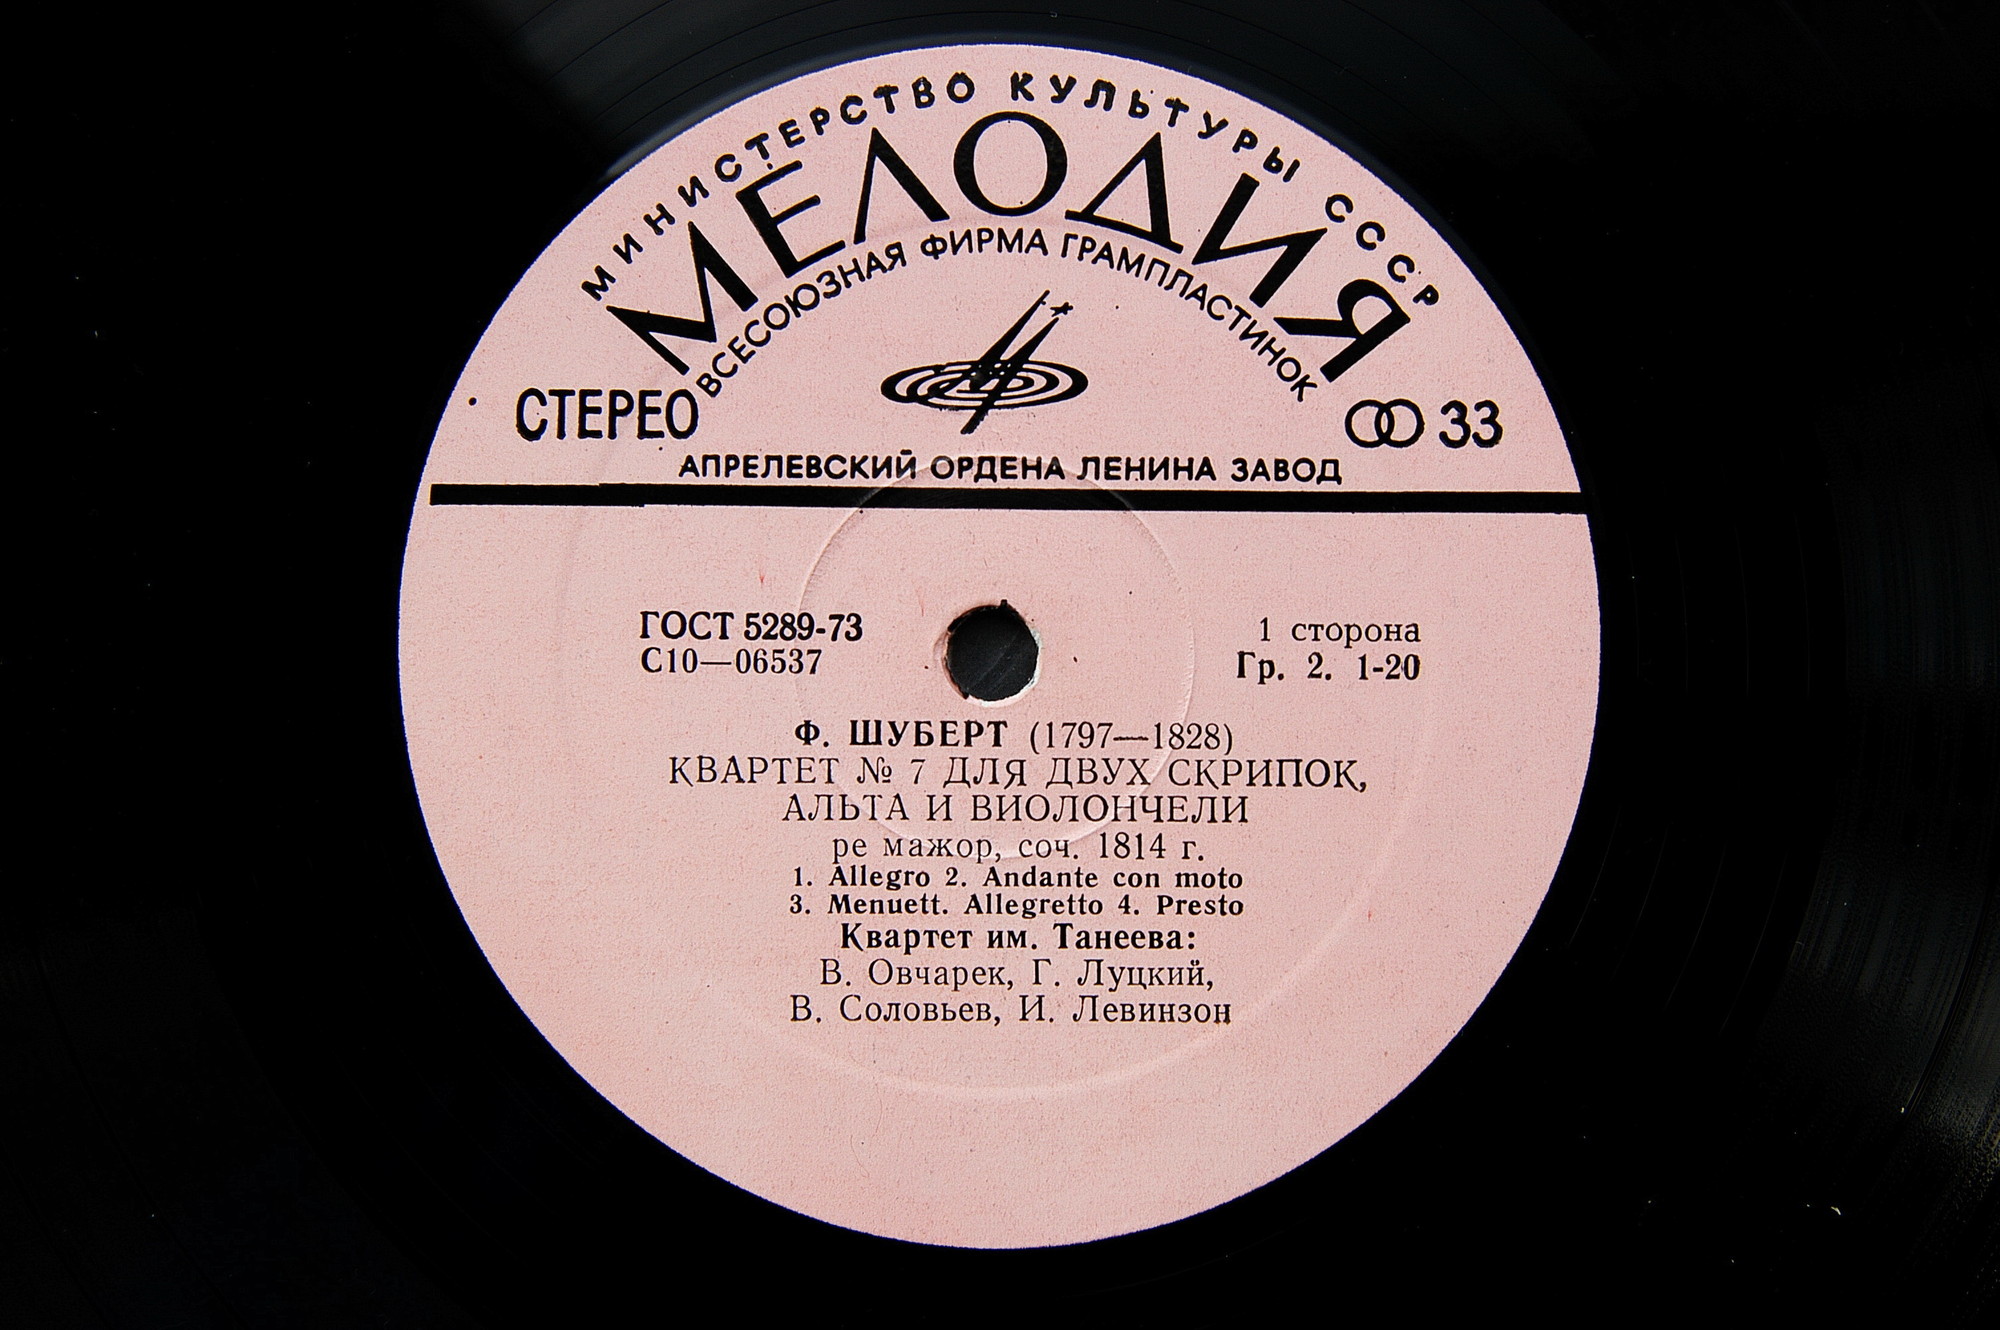 МИНИСТЕРСТВО КУЛЬТУРЫ СССР
МЕЛОДИЯ
ВСЕСОЮЗНАЯ ФИРМА ГРАМПЛАСТИНОК
СТЕРЕО
33
АПРЕЛЕВСКИЙ ОРДЕНА ЛЕНИНА ЗАВОД
ГОСТ 5289-73
С10—06537
1 сторона
Гр. 2. 1-20
Ф. ШУБЕРТ (1797—1828)
КВАРТЕТ № 7 ДЛЯ ДВУХ СКРИПОК,
АЛЬТА И ВИОЛОНЧЕЛИ
ре мажор, соч. 1814 г.
1. Allegro 2. Andante con moto
3. Menuett. Allegretto 4. Presto
Квартет им. Танеева:
В. Овчарек, Г. Луцкий,
В. Соловьев, И. Левинзон